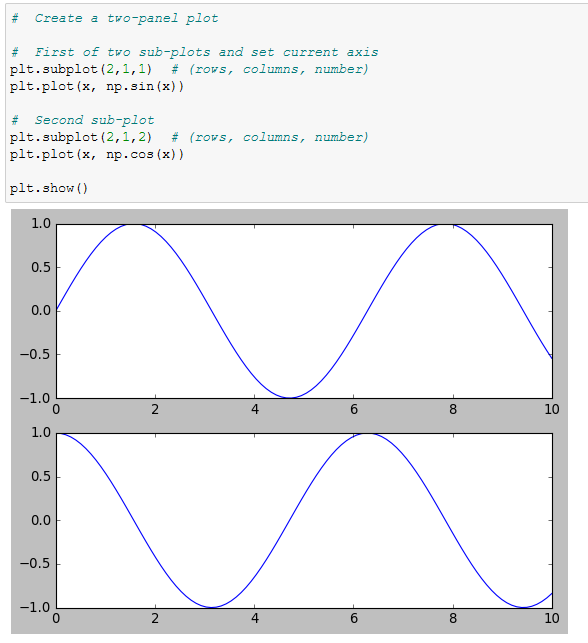 #  Create a two-panel plot
#  First of two sub-plots and set current axis
plt.subplot(2,1,1)  # (rows, columns, number)
plt.plot(x, np.sin(x))
#  Second sub-plot
plt.subplot(2,1,2)  # (rows, columns, number)
plt.plot(x, np.cos(x))
plt.show()
1.0
0.5
0.0
−0.5
−1.0
0 2 4 6 8 10
1.0
0.5
0.0
−0.5
−1.0
0 2 4 6 8 10